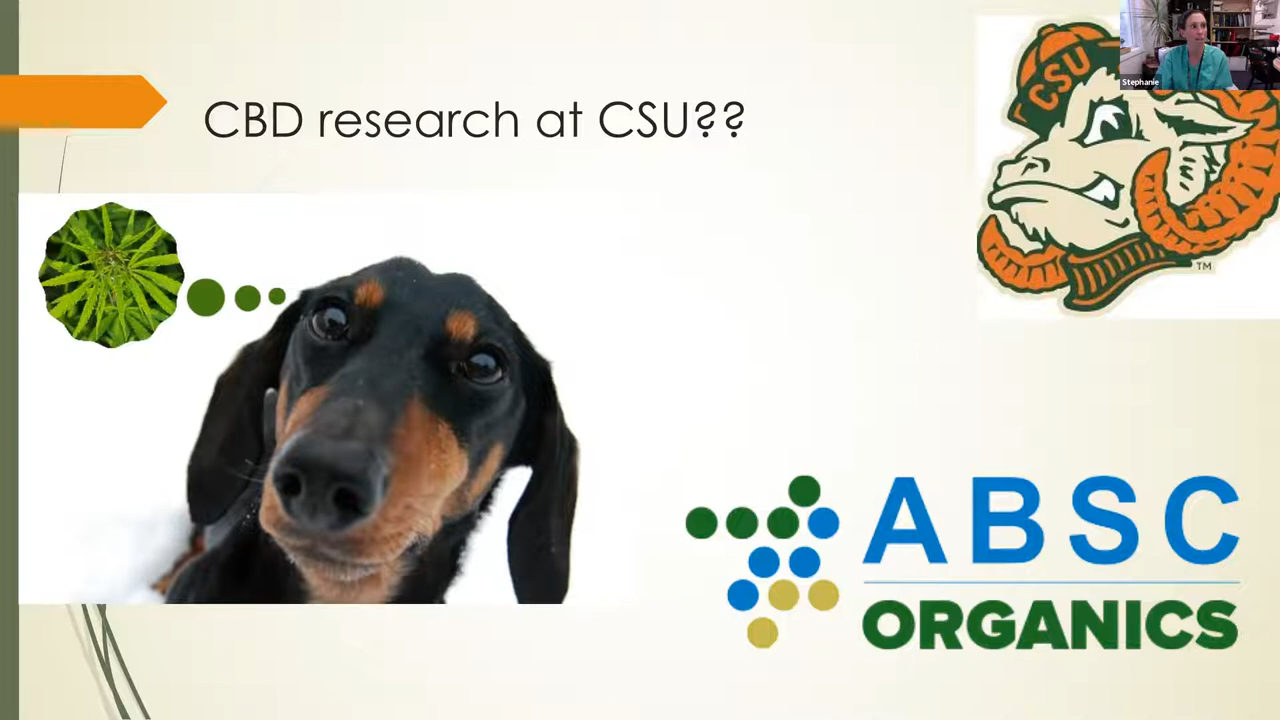 CBD research at CSU??
Stephanie
CSU
TM
ABSC
ORGANICS